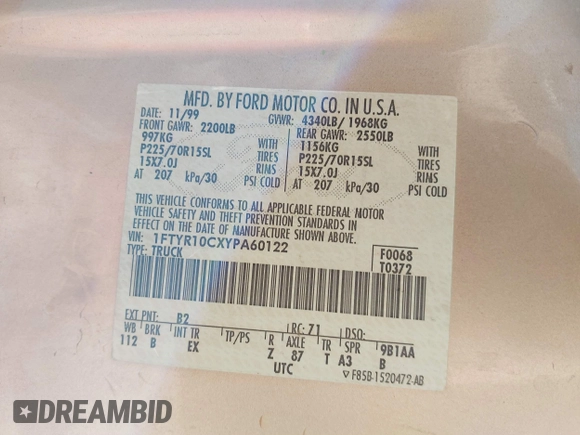 MFD. BY FORD MOTOR CO. IN U.S.A.
DATE: 11/99 GVWR: 4340LB/ 1968KG
FRONT GAWR: 2200LB REAR GAWR: 2550LB
997KG WITH 1156KG WITH
P225/70R15SL TIRES P225/70R15SL TIRES
15X7.0J RIMS 15X7.0J RIMS
AT 207 kPa/30 PSI COLD AT 207 kPa/30 PSI COLD
THIS VEHICLE CONFORMS TO ALL APPLICABLE FEDERAL MOTOR
VEHICLE SAFETY AND THEFT PREVENTION STANDARDS IN
EFFECT ON THE DATE OF MANUFACTURE SHOWN ABOVE.
VIN: 1FTYR10CXYPA60122 F0068
TYPE: TRUCK T0372
EXT PNT: B2 RC: 71 DSO:
WB BRK INT TR TP/PS R AXLE TR SPR 9B1AA
112 B EX Z 87 T A3 B
UTC ▽ F85B-1520472-AB
DREAMBID